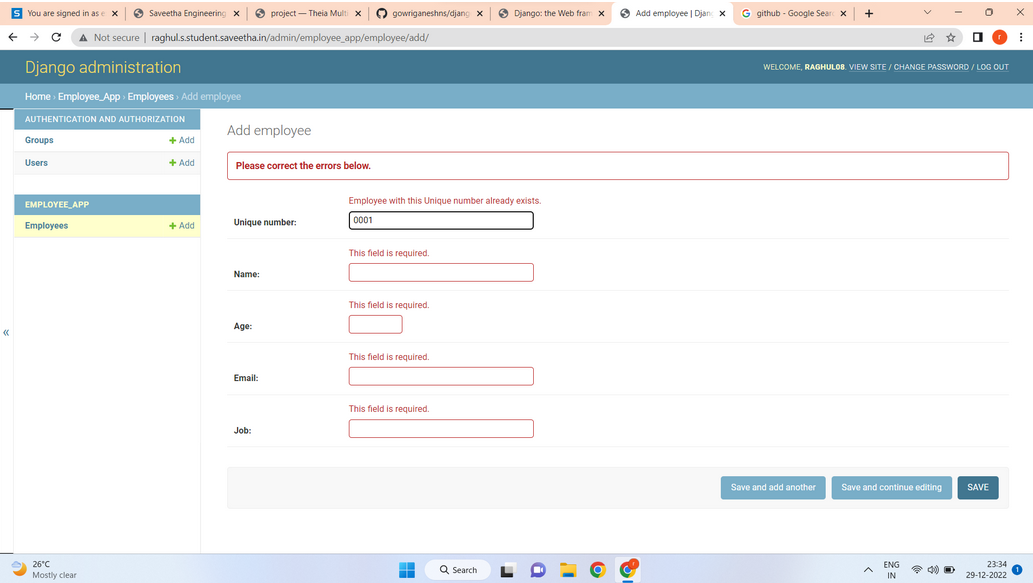 You are signed in as e
Saveetha Engineering
project — Theia Multi
gowriganeshns/djang
Django: the Web fram
Add employee | Djang
github - Google Sear
Not secure | raghul.s.student.saveetha.in/admin/employee_app/employee/add/
r
Django administration
WELCOME, RAGHUL08. VIEW SITE / CHANGE PASSWORD / LOG OUT
Home › Employee_App › Employees › Add employee
AUTHENTICATION AND AUTHORIZATION
Groups + Add
Users + Add
EMPLOYEE_APP
Employees + Add
«
Add employee
Please correct the errors below.
Employee with this Unique number already exists.
Unique number: 0001
This field is required.
Name:
This field is required.
Age:
This field is required.
Email:
This field is required.
Job:
Save and add another
Save and continue editing
SAVE
26°C
Mostly clear
Search
ENG
IN
23:34
29-12-2022
1